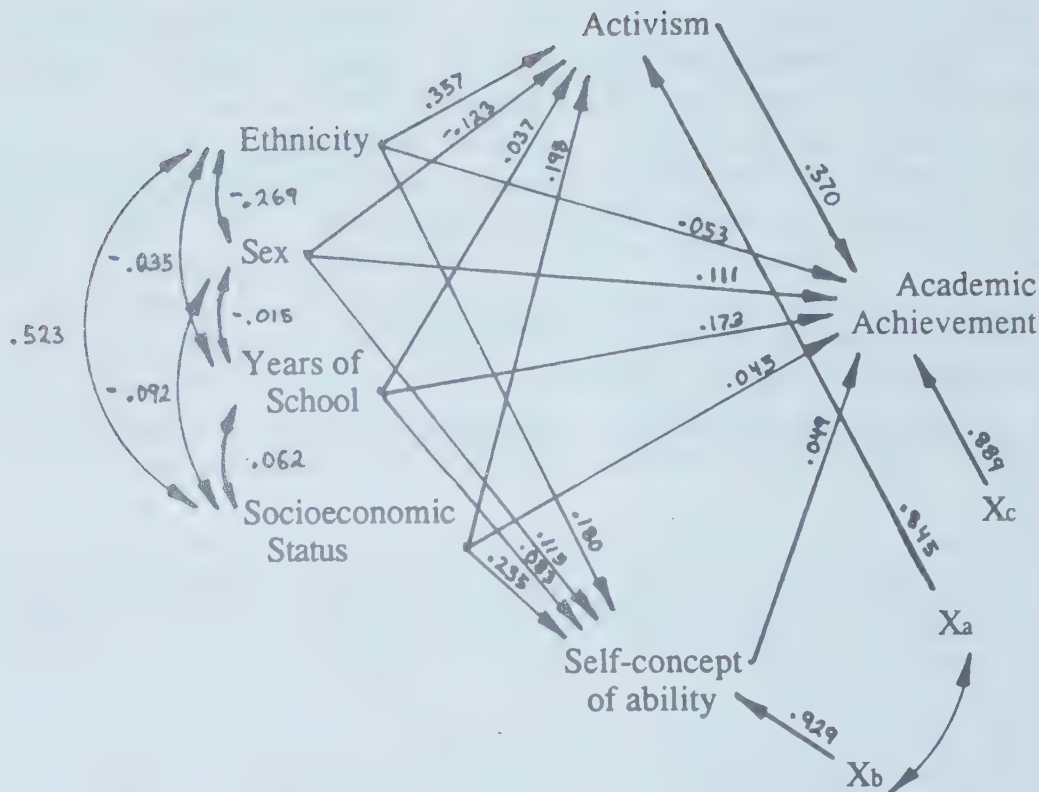 Activism
.357
-.123
.037
.198
Ethnicity
.370
-.269
-.053
Sex
-.035
.111
Academic
Achievement
-.015
.523
.173
Years of
School
-.092
.045
.062
.049
.889
Socioeconomic
Status
Xc
.180
.113
.083
.235
.845
Xa
Self-concept
of ability
.929
Xb